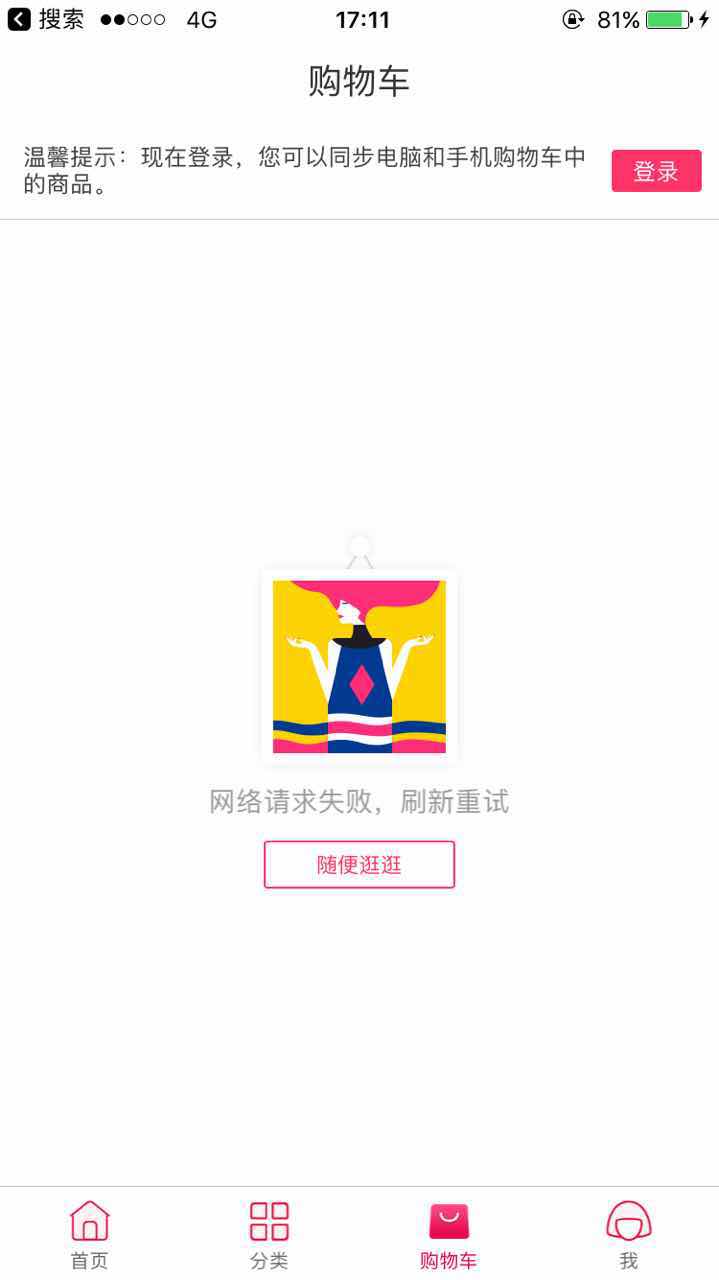 搜索 4G 17:11 81%
购物车
温馨提示：现在登录，您可以同步电脑和手机购物车中
的商品。
登录
网络请求失败，刷新重试
随便逛逛
首页 分类 购物车 我